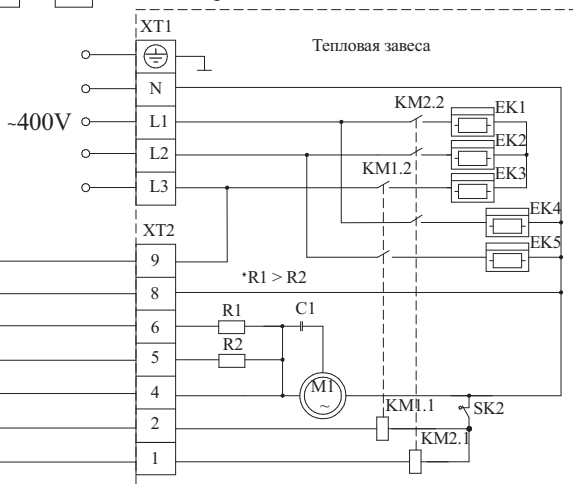 XT1
Тепловая завеса
N
KM2.2
EK1
~400V
L1
EK2
L2
KM1.2
EK3
L3
EK4
XT2
EK5
9
*R1 > R2
8
R1
C1
6
R2
5
M1
~
4
KM1.1
SK2
2
KM2.1
1